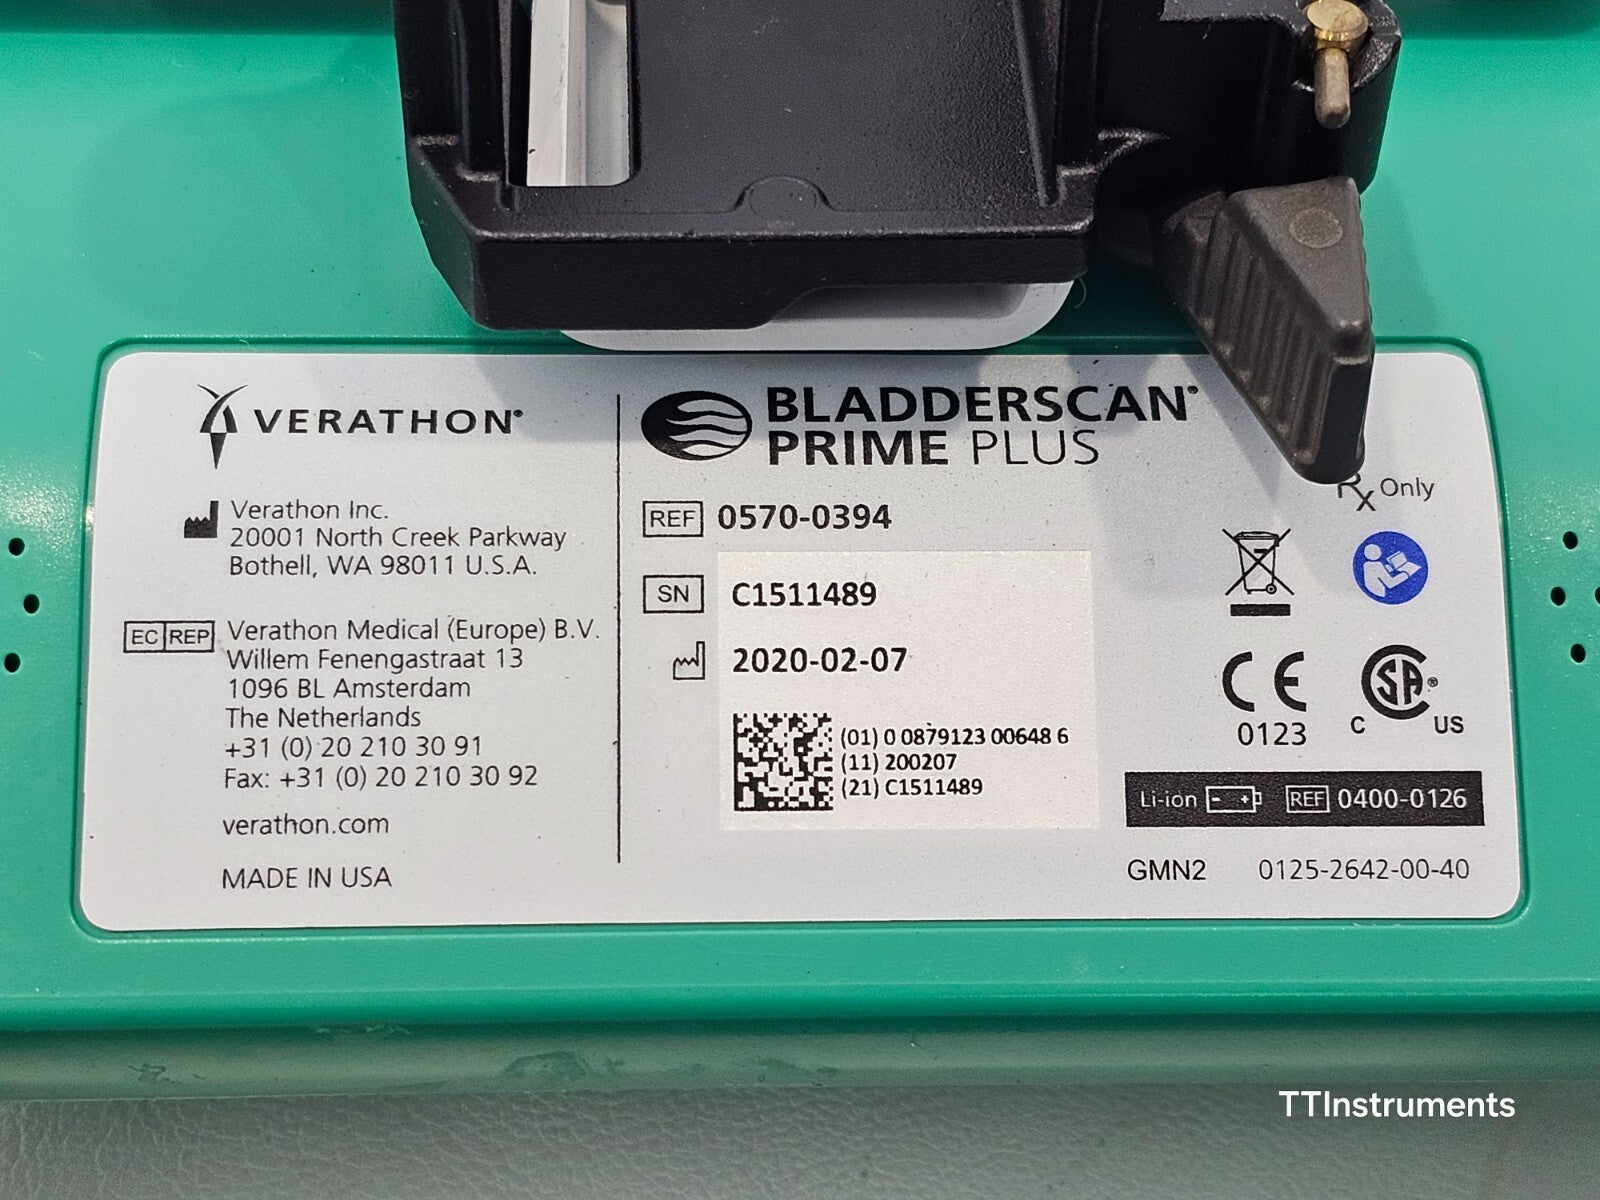 VERATHON®
Verathon Inc.
20001 North Creek Parkway
Bothell, WA 98011 U.S.A.
EC REP
Verathon Medical (Europe) B.V.
Willem Fenengastraat 13
1096 BL Amsterdam
The Netherlands
+31 (0) 20 210 30 91
Fax: +31 (0) 20 210 30 92
verathon.com
MADE IN USA
BLADDERSCAN®
PRIME PLUS
REF 0570-0394
SN C1511489
2020-02-07
(01) 0 0879123 00648 6
(11) 200207
(21) C1511489
Rx Only
CE
0123
C SA® US
Li-ion - + REF 0400-0126
GMN2 0125-2642-00-40
TTInstruments